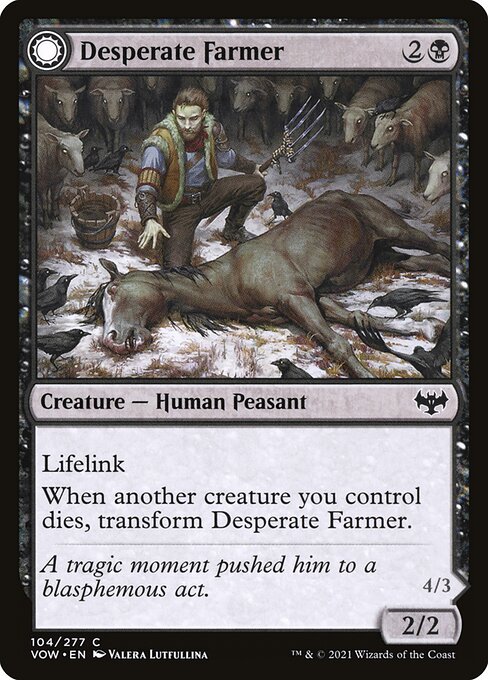 Desperate Farmer 2
Creature — Human Peasant
Lifelink
When another creature you control
dies, transform Desperate Farmer.
A tragic moment pushed him to a
blasphemous act.
4/3
2/2
104/277 C
VOW • EN Valera Lutfullina
™ & © 2021 Wizards of the Coast